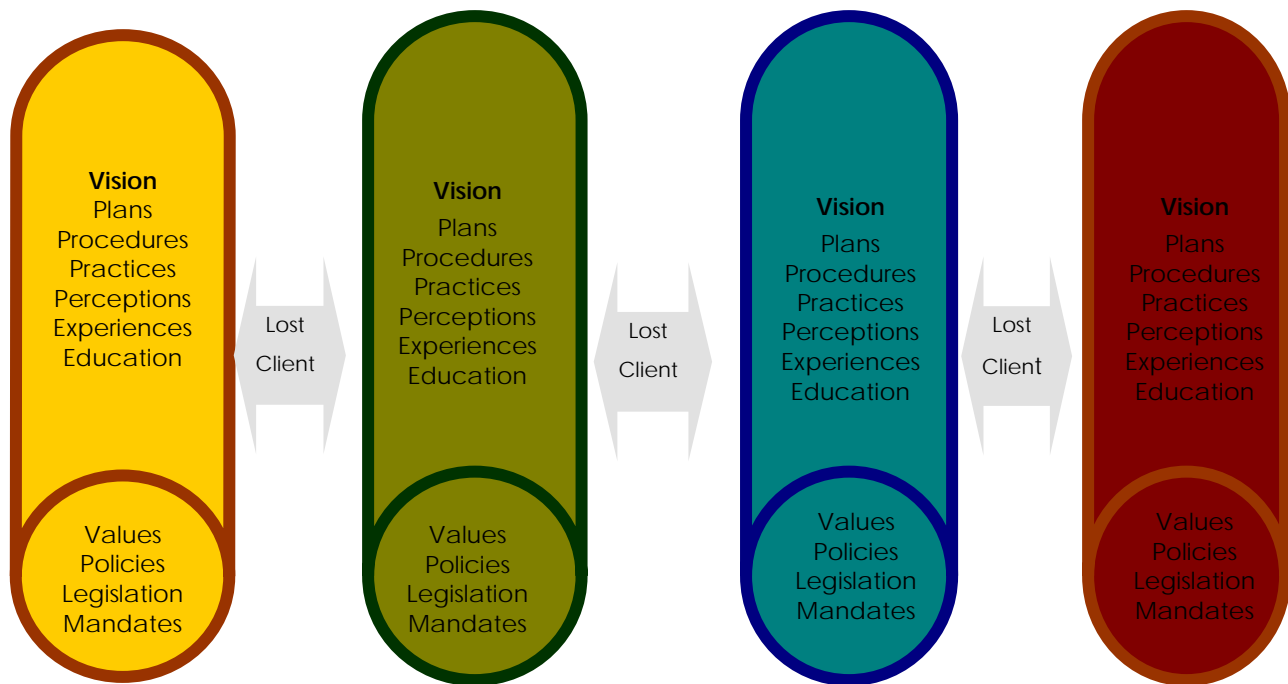 Vision
Plans
Procedures
Practices
Perceptions
Experiences
Education
Values
Policies
Legislation
Mandates
Lost
Client
Vision
Plans
Procedures
Practices
Perceptions
Experiences
Education
Values
Policies
Legislation
Mandates
Lost
Client
Vision
Plans
Procedures
Practices
Perceptions
Experiences
Education
Values
Policies
Legislation
Mandates
Lost
Client
Vision
Plans
Procedures
Practices
Perceptions
Experiences
Education
Values
Policies
Legislation
Mandates